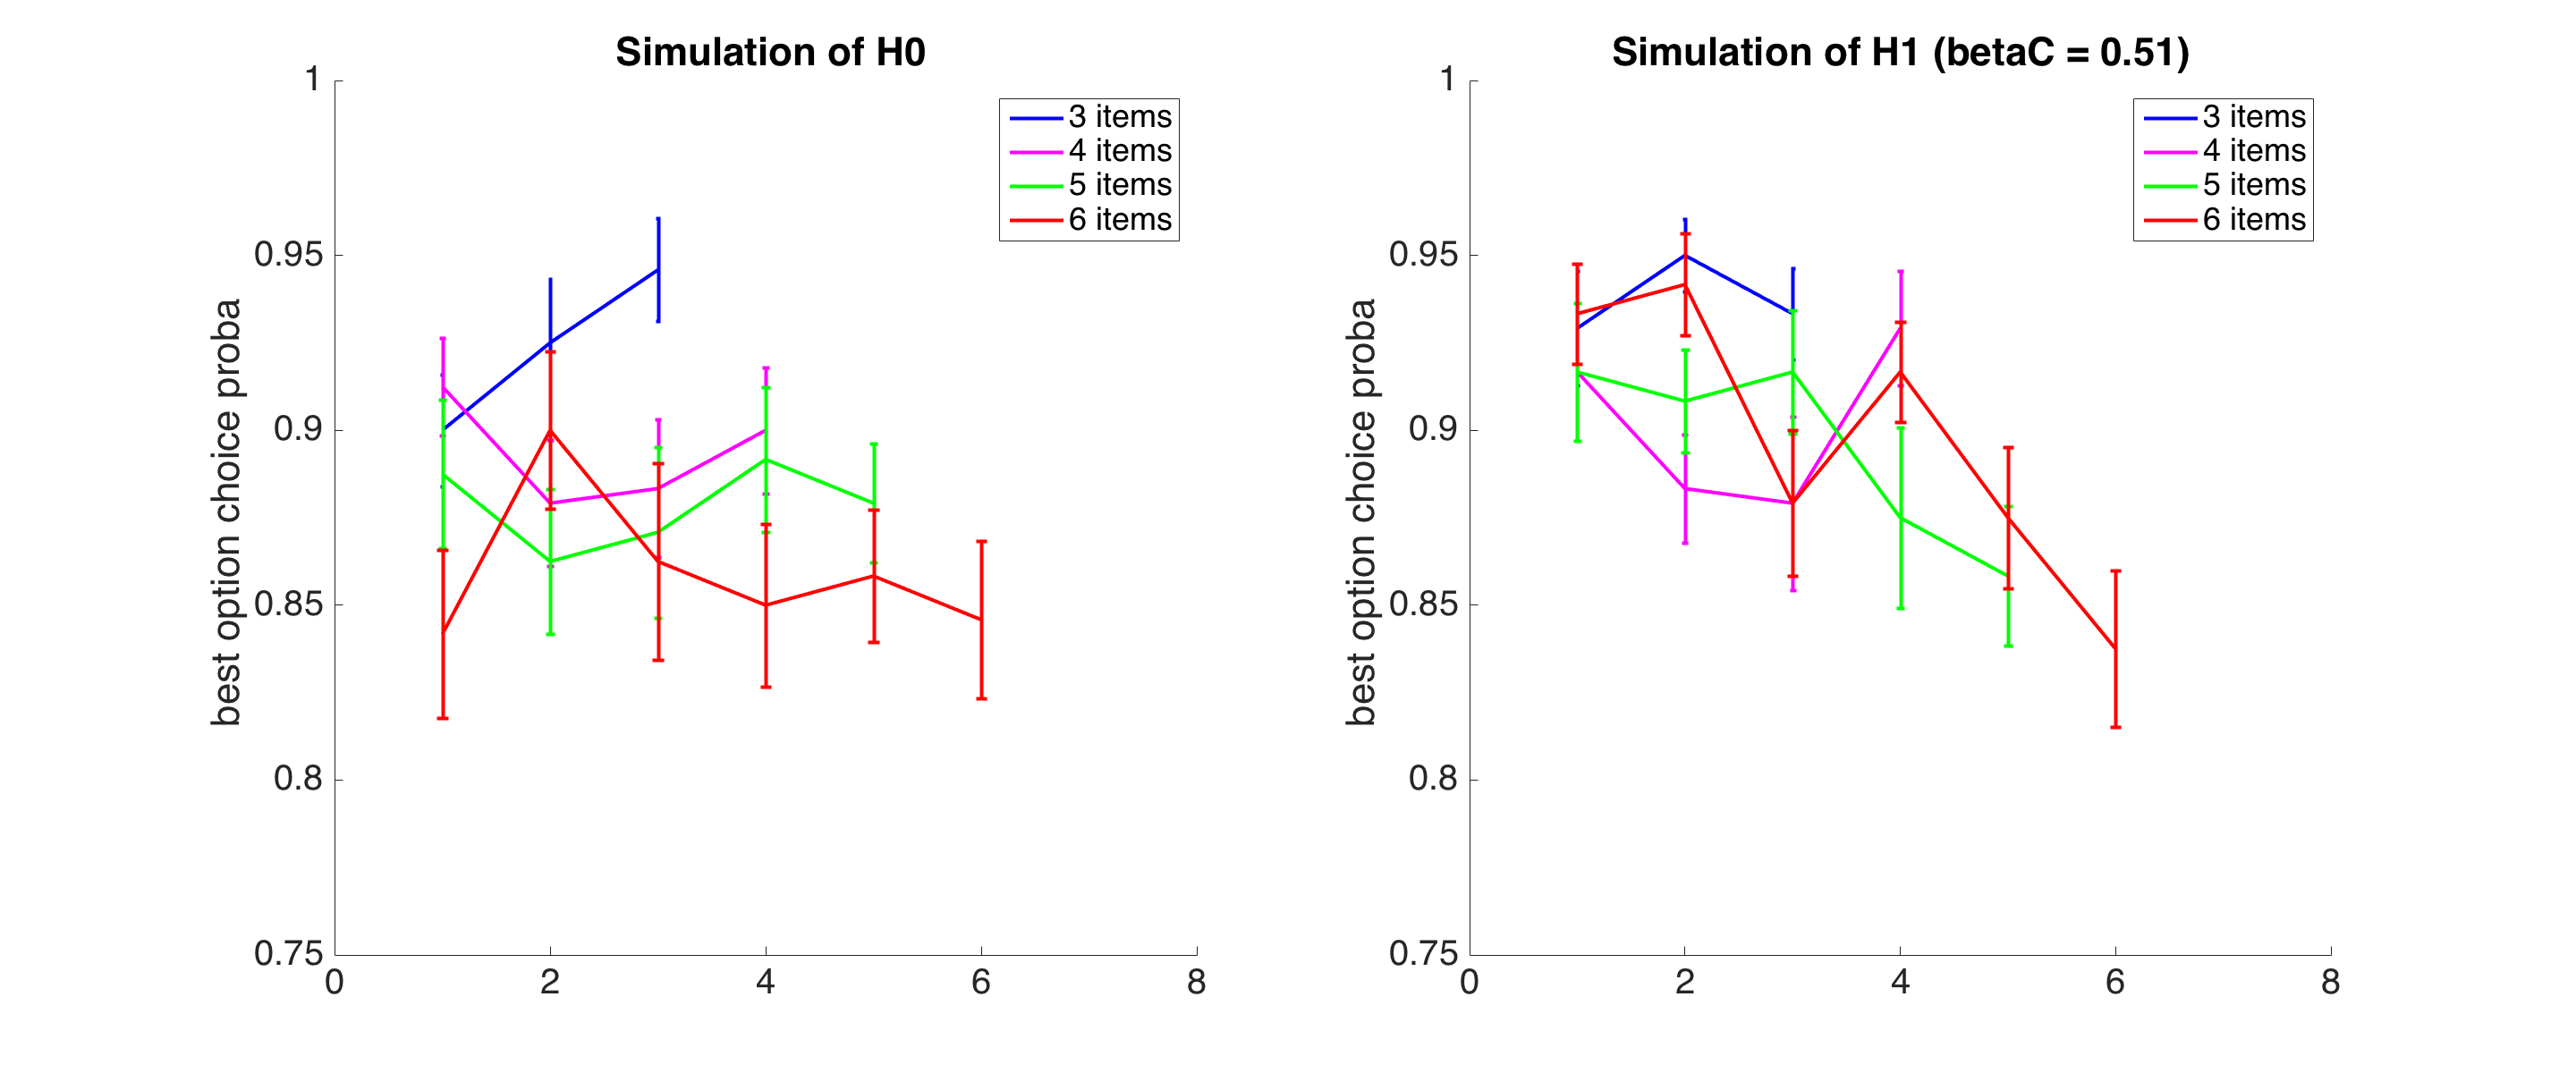 Simulation of H0
1
0.95
0.9
0.85
0.8
0.75
0
2
4
6
8
best option choice proba
3 items
4 items
5 items
6 items
Simulation of H1 (betaC = 0.51)
1
0.95
0.9
0.85
0.8
0.75
0
2
4
6
8
best option choice proba
3 items
4 items
5 items
6 items